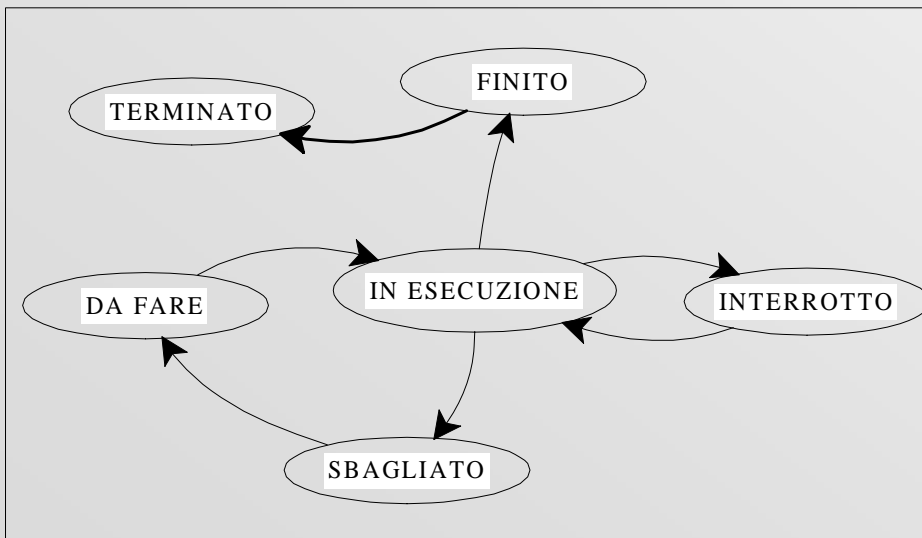 FINITO
TERMINATO
IN ESECUZIONE
DA FARE
INTERROTTO
SBAGLIATO